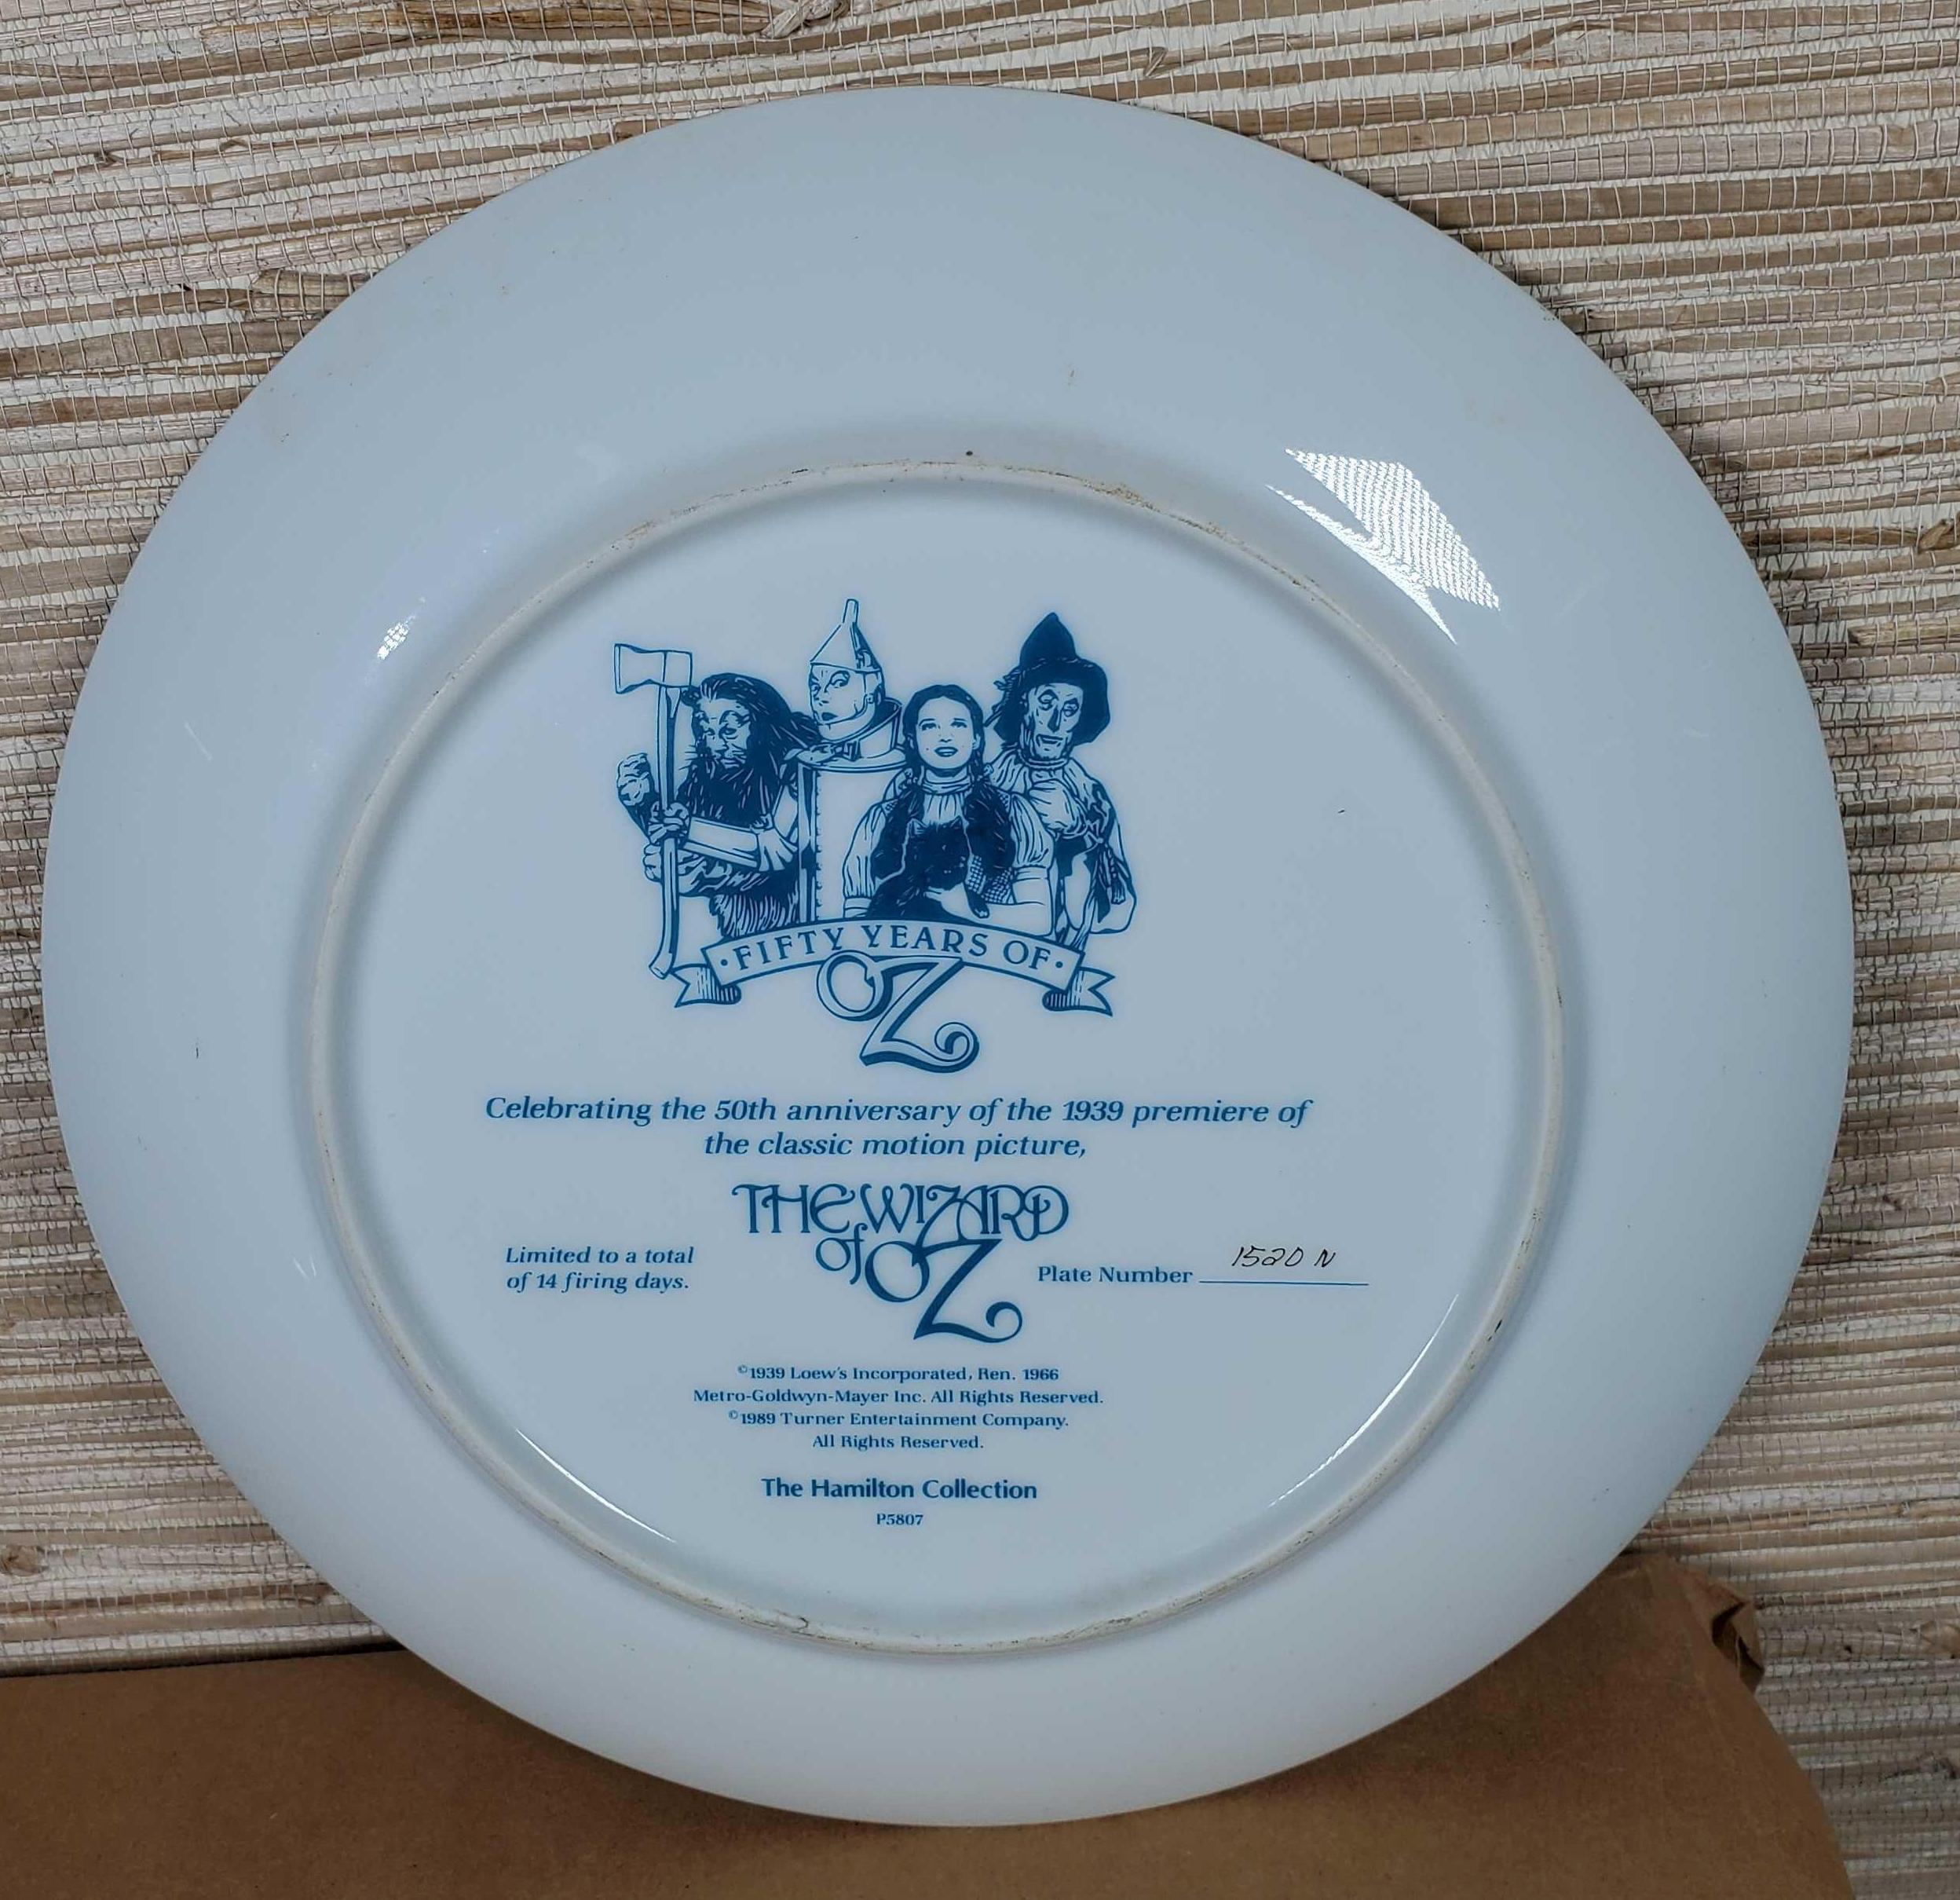 ·FIFTY YEARS OF·
OZ
Celebrating the 50th anniversary of the 1939 premiere of
the classic motion picture,
THE WIZARD
of OZ
Limited to a total
of 14 firing days.
Plate Number 1520 N
©1939 Loew's Incorporated, Ren. 1966
Metro-Goldwyn-Mayer Inc. All Rights Reserved.
©1989 Turner Entertainment Company.
All Rights Reserved.
The Hamilton Collection
P5807